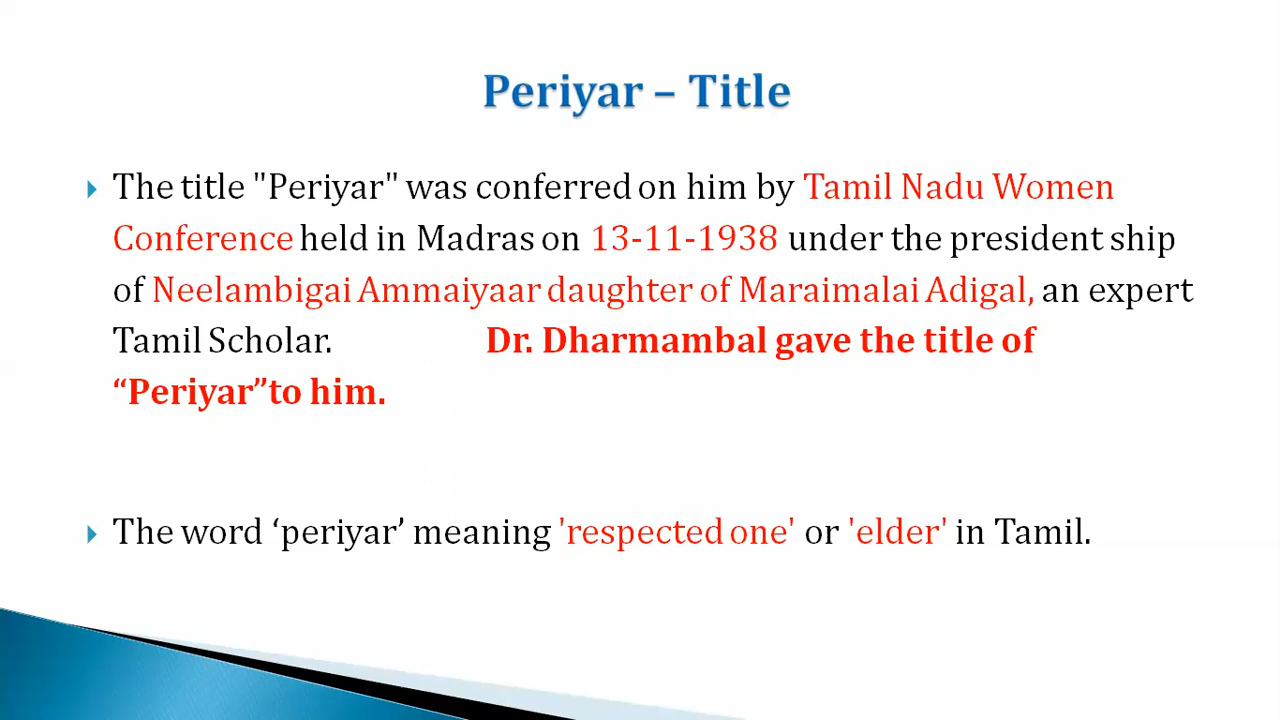 Periyar – Title
The title "Periyar" was conferred on him by Tamil Nadu Women
Conference held in Madras on 13-11-1938 under the president ship
of Neelambigai Ammaiyaar daughter of Maraimalai Adigal, an expert
Tamil Scholar. Dr. Dharmambal gave the title of
“Periyar”to him.
The word ‘periyar’ meaning 'respected one' or 'elder' in Tamil.